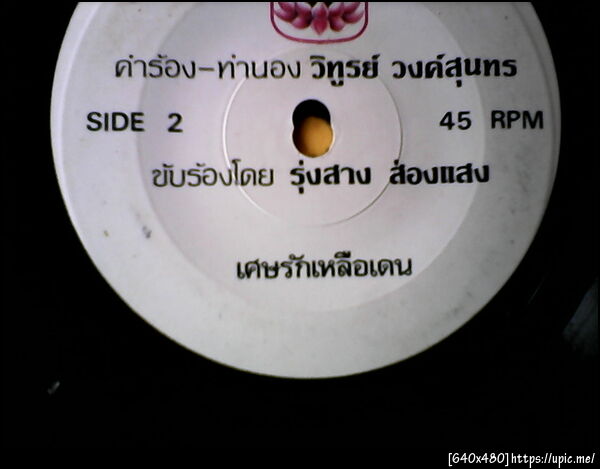 คำร้อง-ทำนอง วิฑูรย์ วงค์สุนทร
SIDE 2 45 RPM
ขับร้องโดย รุ่งสาง ส่องแสง
เศษรักเหลือเดน
[640x480]https://upic.me/